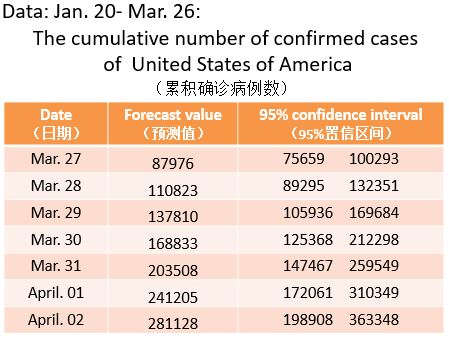 Data: Jan. 20- Mar. 26:
The cumulative number of confirmed cases
of United States of America
（累积确诊病例数）
Date Forecast value 95% confidence interval
（日期） （预测值） （95%置信区间）
Mar. 27 87976 75659 100293
Mar. 28 110823 89295 132351
Mar. 29 137810 105936 169684
Mar. 30 168833 125368 212298
Mar. 31 203508 147467 259549
April. 01 241205 172061 310349
April. 02 281128 198908 363348